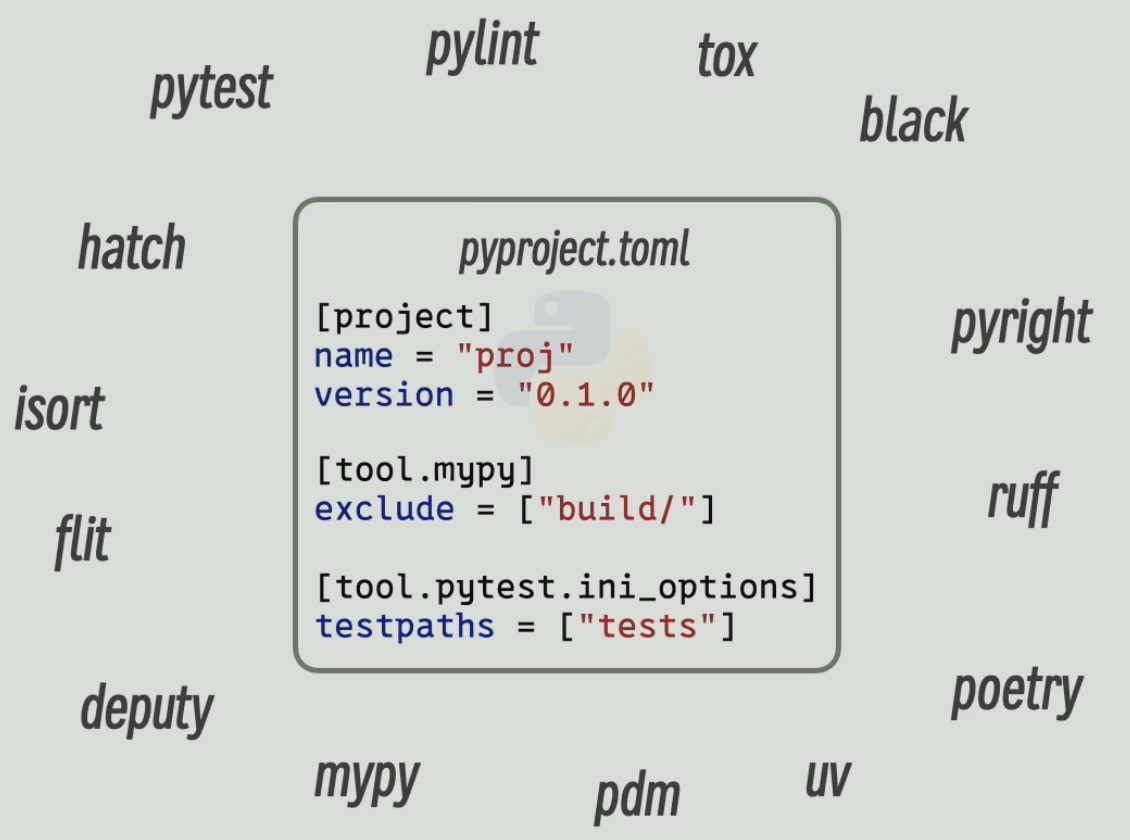 pylint
tox
pytest
black
hatch
pyproject.toml
[project]
name = "proj"
version = "0.1.0"
pyright
isort
[tool.mypy]
exclude = ["build/"]
ruff
flit
[tool.pytest.ini_options]
testpaths = ["tests"]
poetry
deputy
mypy
pdm
uv